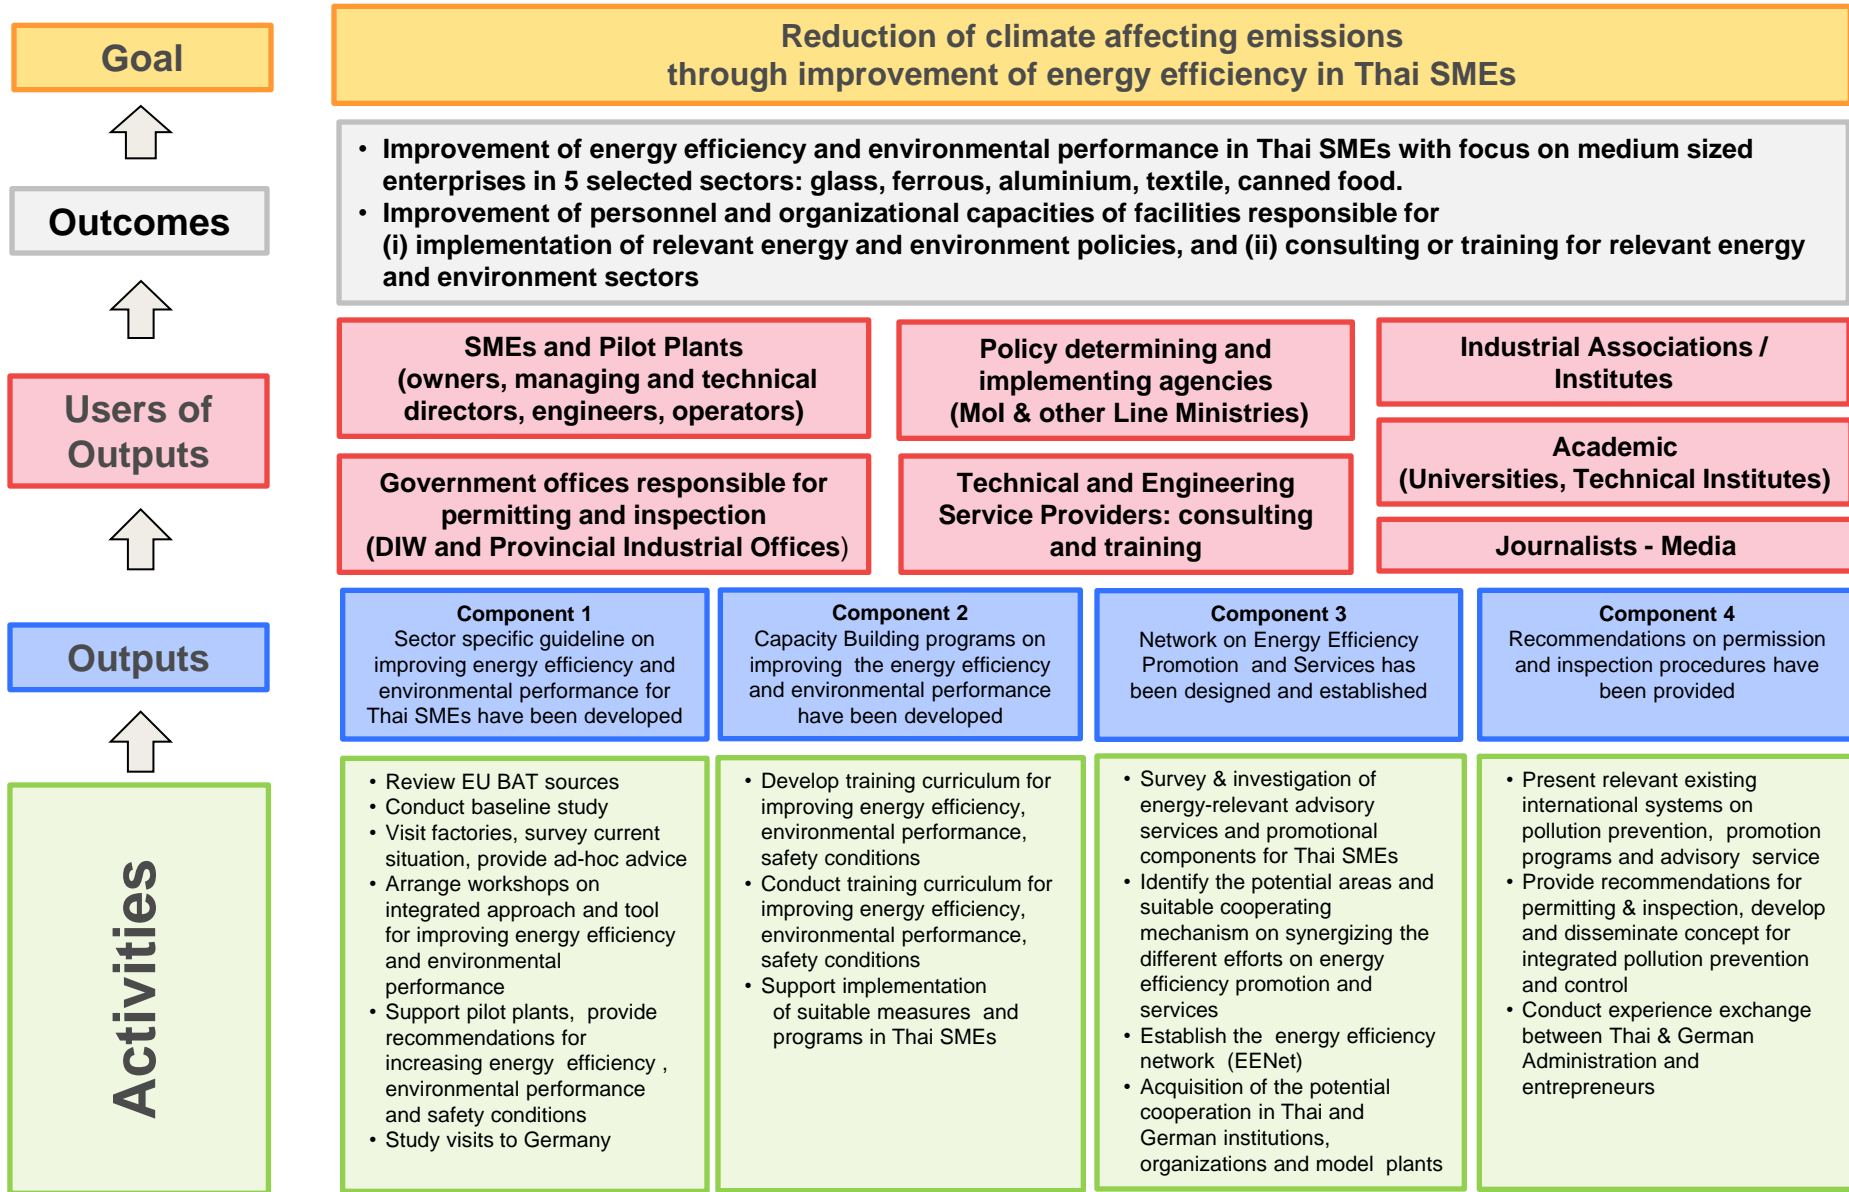 Goal
Reduction of climate affecting emissions
through improvement of energy efficiency in Thai SMEs
Outcomes
• Improvement of energy efficiency and environmental performance in Thai SMEs with focus on medium sized
enterprises in 5 selected sectors: glass, ferrous, aluminium, textile, canned food.
• Improvement of personnel and organizational capacities of facilities responsible for
(i) implementation of relevant energy and environment policies, and (ii) consulting or training for relevant energy
and environment sectors
Users of
Outputs
SMEs and Pilot Plants
(owners, managing and technical
directors, engineers, operators)
Policy determining and
implementing agencies
(MoI & other Line Ministries)
Industrial Associations /
Institutes
Academic
(Universities, Technical Institutes)
Government offices responsible for
permitting and inspection
(DIW and Provincial Industrial Offices)
Technical and Engineering
Service Providers: consulting
and training
Journalists - Media
Outputs
Component 1
Sector specific guideline on
improving energy efficiency and
environmental performance for
Thai SMEs have been developed
Component 2
Capacity Building programs on
improving the energy efficiency
and environmental performance
have been developed
Component 3
Network on Energy Efficiency
Promotion and Services has
been designed and established
Component 4
Recommendations on permission
and inspection procedures have
been provided
Activities
• Review EU BAT sources
• Conduct baseline study
• Visit factories, survey current
situation, provide ad-hoc advice
• Arrange workshops on
integrated approach and tool
for improving energy efficiency
and environmental
performance
• Support pilot plants, provide
recommendations for
increasing energy efficiency ,
environmental performance
and safety conditions
• Study visits to Germany
• Develop training curriculum for
improving energy efficiency,
environmental performance,
safety conditions
• Conduct training curriculum for
improving energy efficiency,
environmental performance,
safety conditions
• Support implementation
of suitable measures and
programs in Thai SMEs
• Survey & investigation of
energy-relevant advisory
services and promotional
components for Thai SMEs
• Identify the potential areas and
suitable cooperating
mechanism on synergizing the
different efforts on energy
efficiency promotion and
services
• Establish the energy efficiency
network (EENet)
• Acquisition of the potential
cooperation in Thai and
German institutions,
organizations and model plants
• Present relevant existing
international systems on
pollution prevention, promotion
programs and advisory service
• Provide recommendations for
permitting & inspection, develop
and disseminate concept for
integrated pollution prevention
and control
• Conduct experience exchange
between Thai & German
Administration and
entrepreneurs